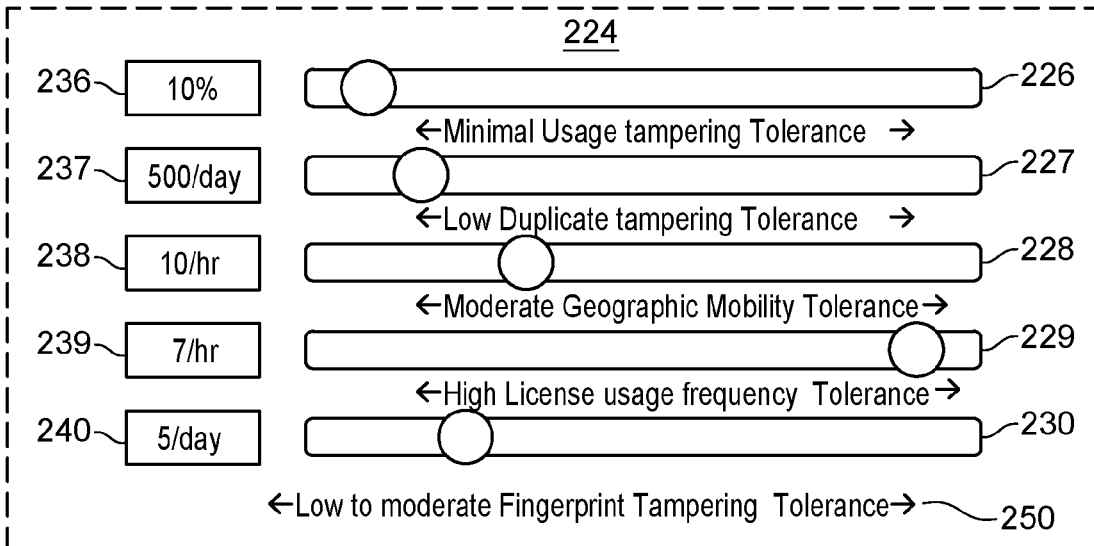 224
236 10% 226
←Minimal Usage tampering Tolerance →
237 500/day 227
←Low Duplicate tampering Tolerance →
238 10/hr 228
←Moderate Geographic Mobility Tolerance→
239 7/hr 229
←High License usage frequency Tolerance→
240 5/day 230
←Low to moderate Fingerprint Tampering Tolerance→ 250